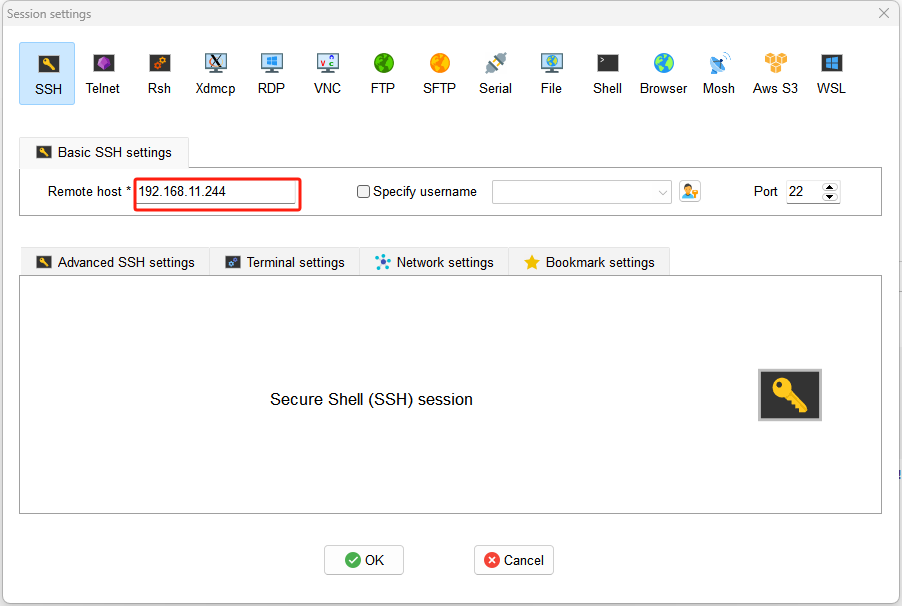 Session settings
SSH Telnet Rsh Xdmcp RDP VNC FTP SFTP Serial File Shell Browser Mosh Aws S3 WSL
Basic SSH settings
Remote host * 192.168.11.244 Specify username Port 22
Advanced SSH settings Terminal settings Network settings Bookmark settings
Secure Shell (SSH) session
OK Cancel